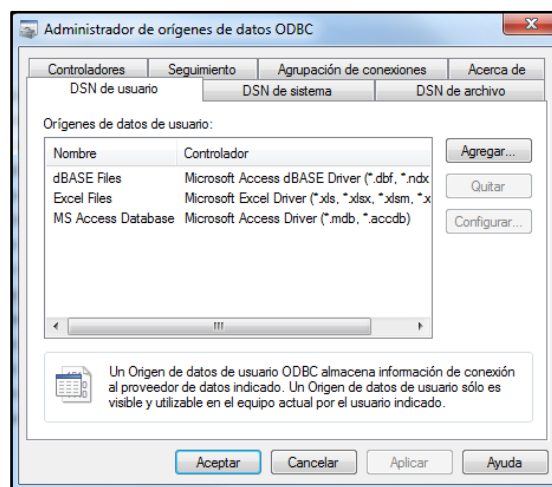 Administrador de orígenes de datos ODBC
Controladores Seguimiento Agrupación de conexiones Acerca de
DSN de usuario DSN de sistema DSN de archivo
Orígenes de datos de usuario:
Nombre Controlador
dBASE Files Microsoft Access dBASE Driver (*.dbf, *.ndx
Excel Files Microsoft Excel Driver (*.xls, *.xlsx, *.xlsm, *.x
MS Access Database Microsoft Access Driver (*.mdb, *.accdb)
Agregar...
Quitar
Configurar...
Un Origen de datos de usuario ODBC almacena información de conexión
al proveedor de datos indicado. Un Origen de datos de usuario sólo es
visible y utilizable en el equipo actual por el usuario indicado.
Aceptar Cancelar Aplicar Ayuda